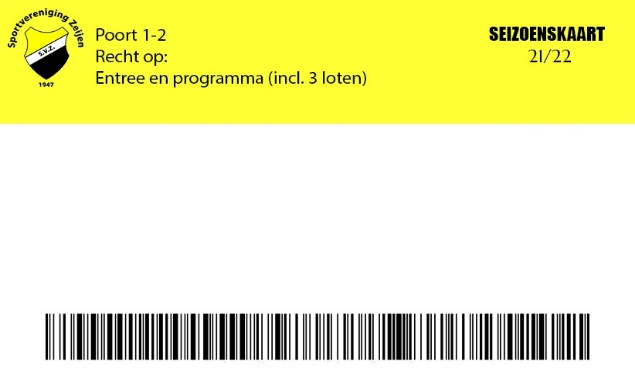 Sportvereniging Zeijen
S.V.Z.
1947
Poort 1-2
Recht op:
Entree en programma (incl. 3 loten)
SEIZOENSKAART
21/22